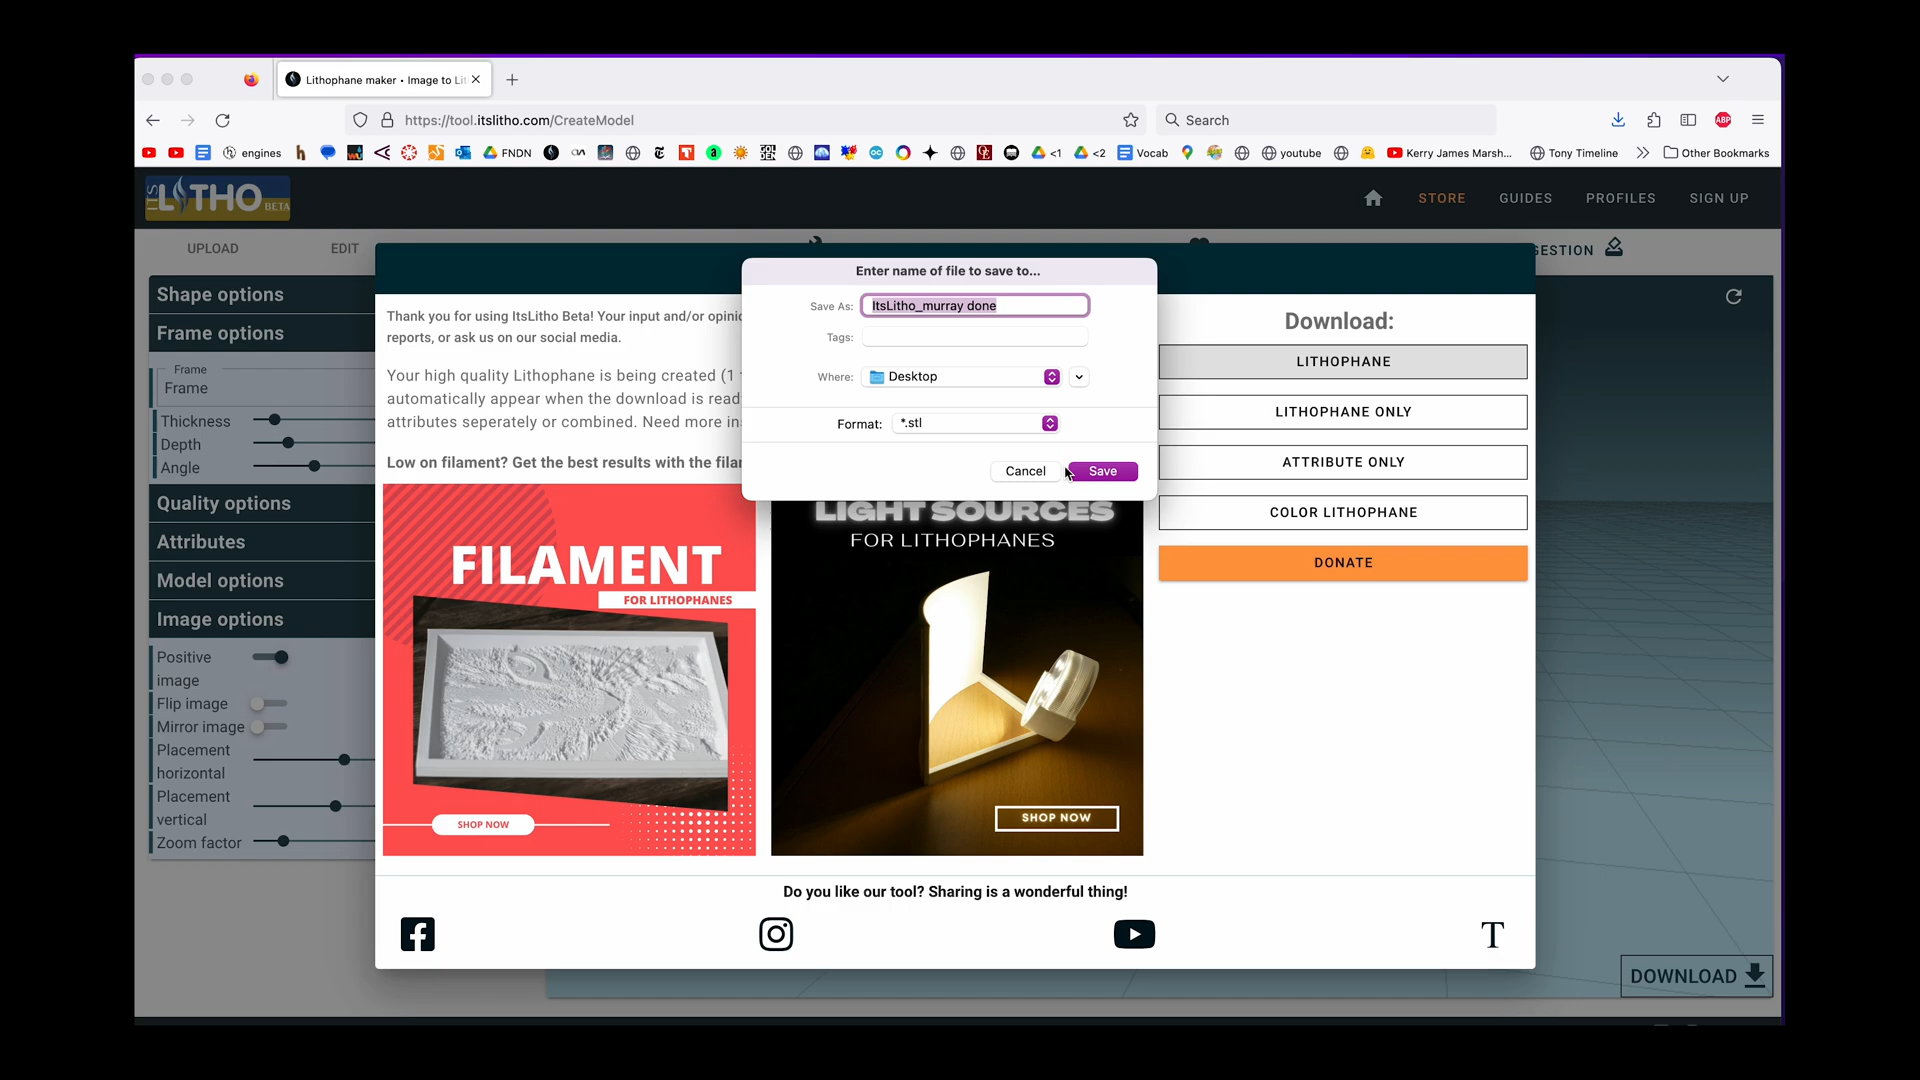 Lithophane maker • Image to Lit
https://tool.itslitho.com/CreateModel
Search
ABP
engines
FNDN
<1
<2
Vocab
youtube
Kerry James Marsh...
Tony Timeline
Other Bookmarks
ITS LITHO BETA
STORE
GUIDES
PROFILES
SIGN UP
UPLOAD
EDIT
GESTION
Shape options
Frame options
Frame
Frame
Thickness
Depth
Angle
Quality options
Attributes
Model options
Image options
Positive
image
Flip image
Mirror image
Placement
horizontal
Placement
vertical
Zoom factor
Thank you for using ItsLitho Beta! Your input and/or opinio
reports, or ask us on our social media.
Your high quality Lithophane is being created (1
automatically appear when the download is read
attributes seperately or combined. Need more in
Low on filament? Get the best results with the filam
Enter name of file to save to...
Save As: ItsLitho_murray done
Tags:
Where: Desktop
Format: *.stl
Cancel
Save
FILAMENT
FOR LITHOPHANES
SHOP NOW
LIGHT SOURCES
FOR LITHOPHANES
SHOP NOW
Download:
LITHOPHANE
LITHOPHANE ONLY
ATTRIBUTE ONLY
COLOR LITHOPHANE
DONATE
Do you like our tool? Sharing is a wonderful thing!
T
DOWNLOAD